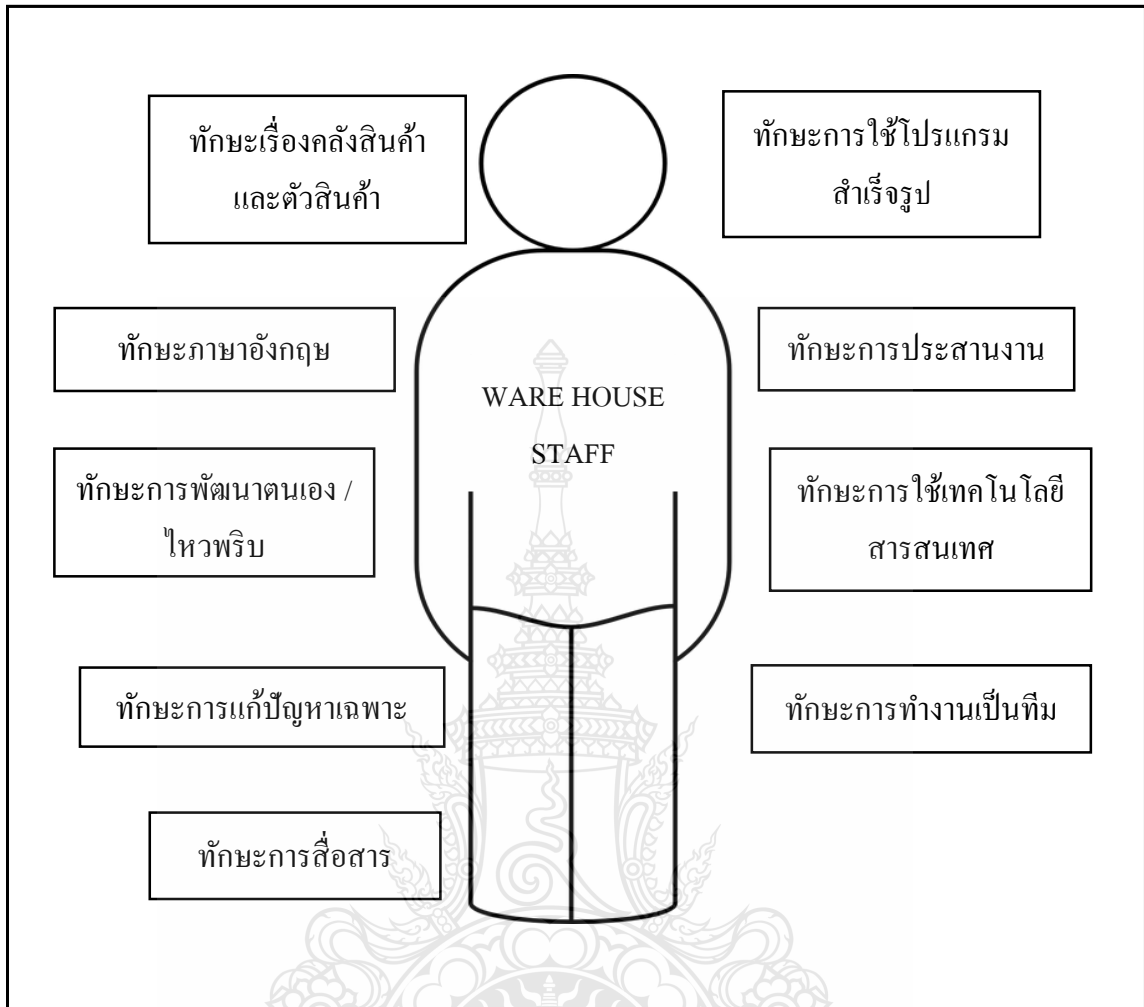 ทักษะเรื่องคลังสินค้า
และตัวสินค้า
ทักษะการใช้โปรแกรม
สำเร็จรูป
ทักษะภาษาอังกฤษ
ทักษะการประสานงาน
WARE HOUSE
STAFF
ทักษะการพัฒนาตนเอง /
ไหวพริบ
ทักษะการใช้เทคโนโลยี
สารสนเทศ
ทักษะการแก้ปัญหาเฉพาะ
ทักษะการทำงานเป็นทีม
ทักษะการสื่อสาร